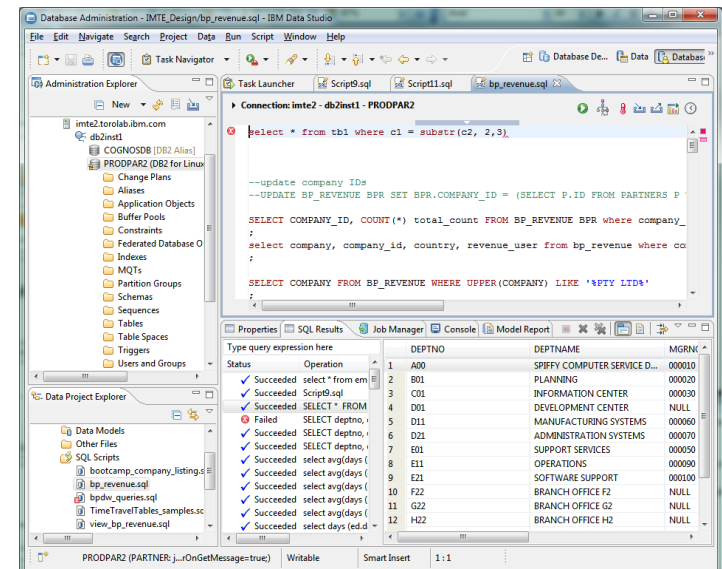 Database Administration - IMTE_Design/bp_revenue.sql - IBM Data Studio
File Edit Navigate Search Project Data Run Script Window Help
Task Navigator Database De... Data Databas
Administration Explorer
New
imte2.torolab.ibm.com
db2inst1
COGNOSDB [DB2 Alias]
PRODPAR2 (DB2 for Linux
Change Plans
Aliases
Application Objects
Buffer Pools
Constraints
Federated Database O
Indexes
MQTs
Partition Groups
Schemas
Sequences
Tables
Table Spaces
Triggers
Users and Groups
Data Project Explorer
Data Models
Other Files
SQL Scripts
bootcamp_company_listing.s
bp_revenue.sql
bpdw_queries.sql
TimeTravelTables_samples.sc
view_bp_revenue.sql
Task Launcher Script9.sql Script11.sql bp_revenue.sql
Connection: imte2 - db2inst1 - PRODPAR2
select * from tb1 where c1 = substr(c2, 2,3)
--update company IDs
--UPDATE BP_REVENUE BPR SET BPR.COMPANY_ID = (SELECT P.ID FROM PARTNERS P
SELECT COMPANY_ID, COUNT(*) total_count FROM BP_REVENUE BPR where company_
;
select company, company_id, country, revenue_user from bp_revenue where co
;
SELECT COMPANY FROM BP_REVENUE WHERE UPPER(COMPANY) LIKE '%PTY LTD%'
;
Properties SQL Results Job Manager Console Model Report
Type query expression here
Status Operation
Succeeded select * from em
Succeeded Script9.sql
Succeeded SELECT * FROM
Failed SELECT deptno,
Succeeded SELECT deptno,
Succeeded SELECT deptno,
Succeeded select avg(days (
Succeeded select avg(days (
Succeeded select avg(days (
Succeeded select avg(days (
Succeeded select avg(days (
Succeeded select days (ed.d
DEPTNO DEPTNAME MGRNO
1 A00 SPIFFY COMPUTER SERVICE D... 000010
2 B01 PLANNING 000020
3 C01 INFORMATION CENTER 000030
4 D01 DEVELOPMENT CENTER NULL
5 D11 MANUFACTURING SYSTEMS 000060
6 D21 ADMINISTRATION SYSTEMS 000070
7 E01 SUPPORT SERVICES 000050
8 E11 OPERATIONS 000090
9 E21 SOFTWARE SUPPORT 000100
10 F22 BRANCH OFFICE F2 NULL
11 G22 BRANCH OFFICE G2 NULL
12 H22 BRANCH OFFICE H2 NULL
PRODPAR2 (PARTNER: j...rOnGetMessage=true;) Writable Smart Insert 1 : 1